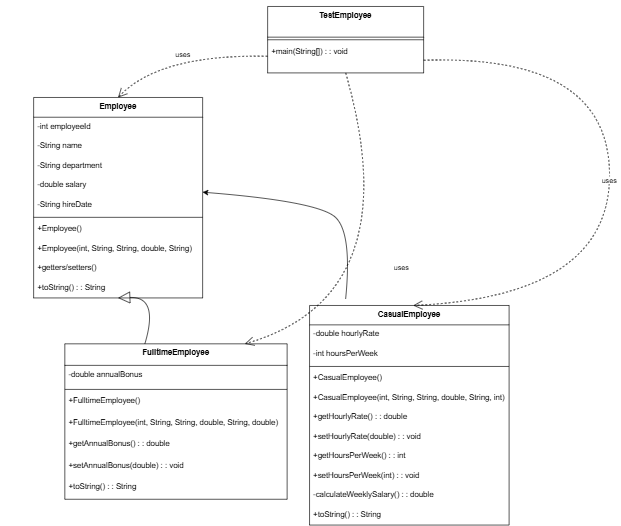 TestEmployee
+main(String[]) : : void
uses
Employee
-int employeeId
-String name
-String department
-double salary
-String hireDate
+Employee()
+Employee(int, String, String, double, String)
+getters/setters()
+toString() : : String
uses
uses
FulltimeEmployee
-double annualBonus
+FulltimeEmployee()
+FulltimeEmployee(int, String, String, double, String, double)
+getAnnualBonus() : : double
+setAnnualBonus(double) : : void
+toString() : : String
CasualEmployee
-double hourlyRate
-int hoursPerWeek
+CasualEmployee()
+CasualEmployee(int, String, String, double, String, int)
+getHourlyRate() : : double
+setHourlyRate(double) : : void
+getHoursPerWeek() : : int
+setHoursPerWeek(int) : : void
-calculateWeeklySalary() : : double
+toString() : : String